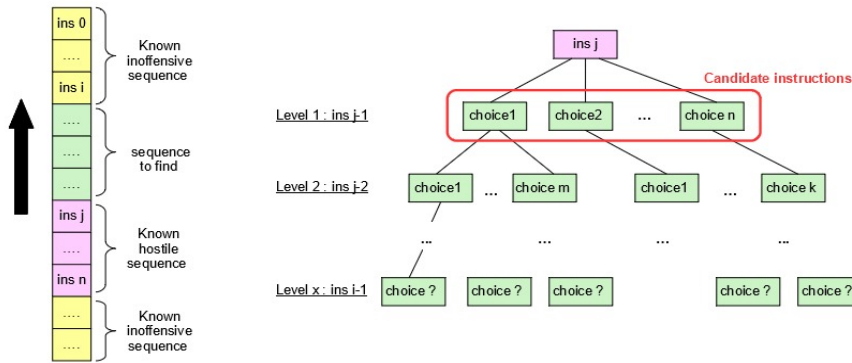 ins 0
....
ins i
Known
inoffensive
sequence
....
....
....
sequence
to find
ins j
....
ins n
Known
hostile
sequence
....
....
Known
inoffensive
sequence
ins j
Candidate instructions
Level 1 : ins j-1
choice1
choice2
...
choice n
Level 2 : ins j-2
choice1
...
choice m
choice1
...
choice k
...
...
...
...
Level x : ins i-1
choice ?
choice ?
choice ?
choice ?
choice ?